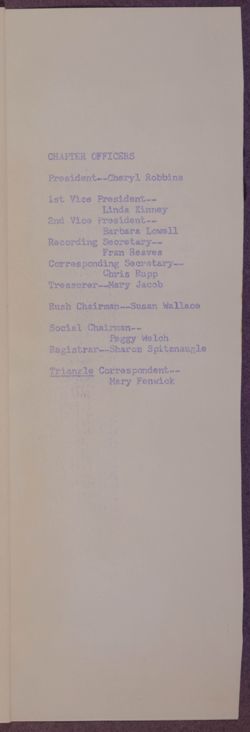 CHAPTER OFFICERS
President--Cheryl Robbins
1st Vice President--
Linda Kinney
2nd Vice President--
Barbara Lowell
Recording Secretary--
Fran Reaves
Corresponding Secretary--
Chris Rupp
Treasurer--Mary Jacob
Rush Chairman--Susan Wallace
Social Chairman--
Peggy Welch
Registrar--Sharon Spitznaugle
Triangle Correspondent--
Mary Fenwick